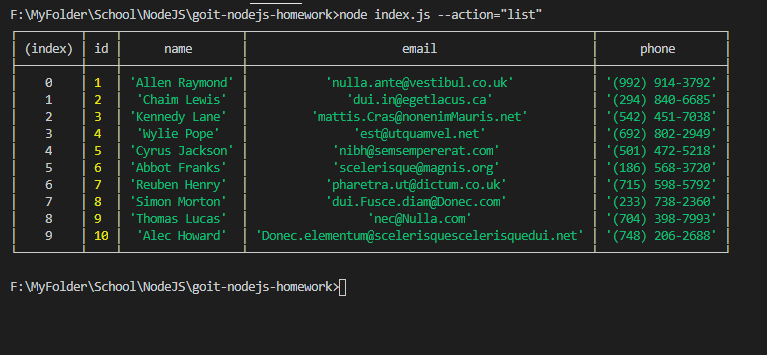 F:\MyFolder\School\NodeJS\goit-nodejs-homework>node index.js --action="list"
(index) id name email phone
0 1 'Allen Raymond' 'nulla.ante@vestibul.co.uk' '(992) 914-3792'
1 2 'Chaim Lewis' 'dui.in@egetlacus.ca' '(294) 840-6685'
2 3 'Kennedy Lane' 'mattis.Cras@nonenimMauris.net' '(542) 451-7038'
3 4 'Wylie Pope' 'est@utquamvel.net' '(692) 802-2949'
4 5 'Cyrus Jackson' 'nibh@semsempererat.com' '(501) 472-5218'
5 6 'Abbot Franks' 'scelerisque@magnis.org' '(186) 568-3720'
6 7 'Reuben Henry' 'pharetra.ut@dictum.co.uk' '(715) 598-5792'
7 8 'Simon Morton' 'dui.Fusce.diam@Donec.com' '(233) 738-2360'
8 9 'Thomas Lucas' 'nec@Nulla.com' '(704) 398-7993'
9 10 'Alec Howard' 'Donec.elementum@scelerisquescelerisquedui.net' '(748) 206-2688'
F:\MyFolder\School\NodeJS\goit-nodejs-homework>